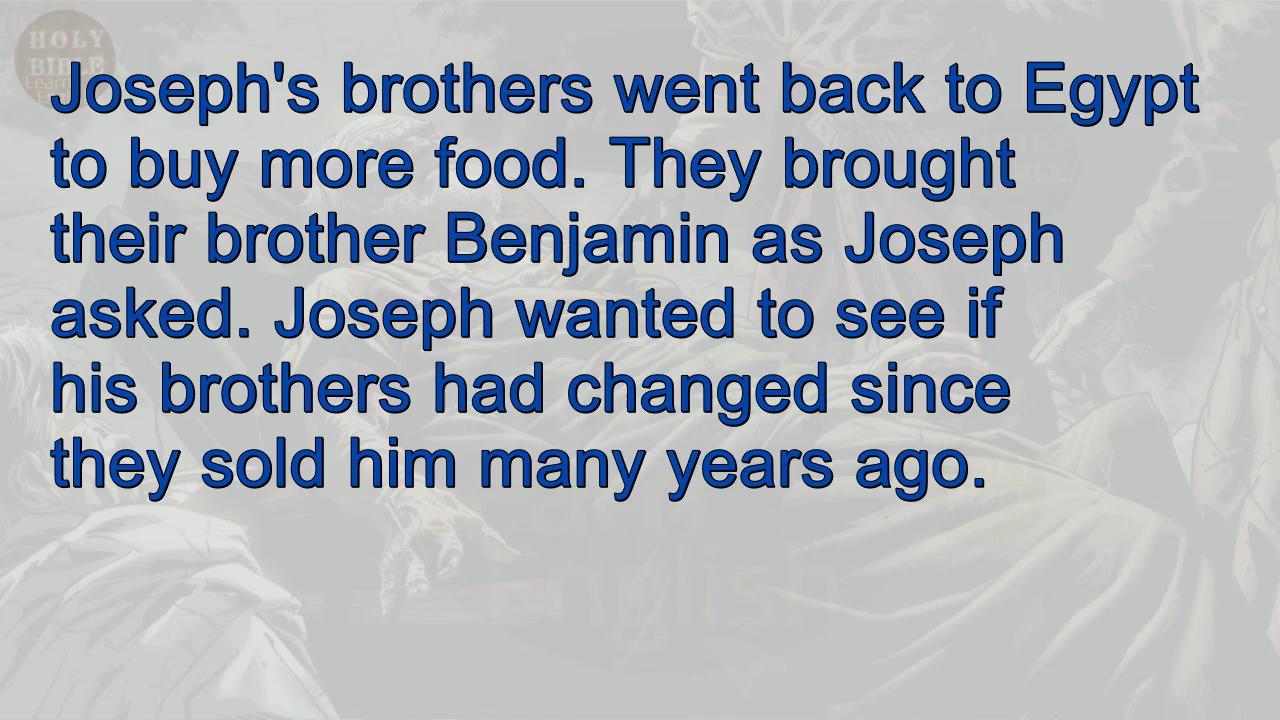 HOLY
BIBLE
Joseph's brothers went back to Egypt
to buy more food. They brought
their brother Benjamin as Joseph
asked. Joseph wanted to see if
his brothers had changed since
they sold him many years ago.